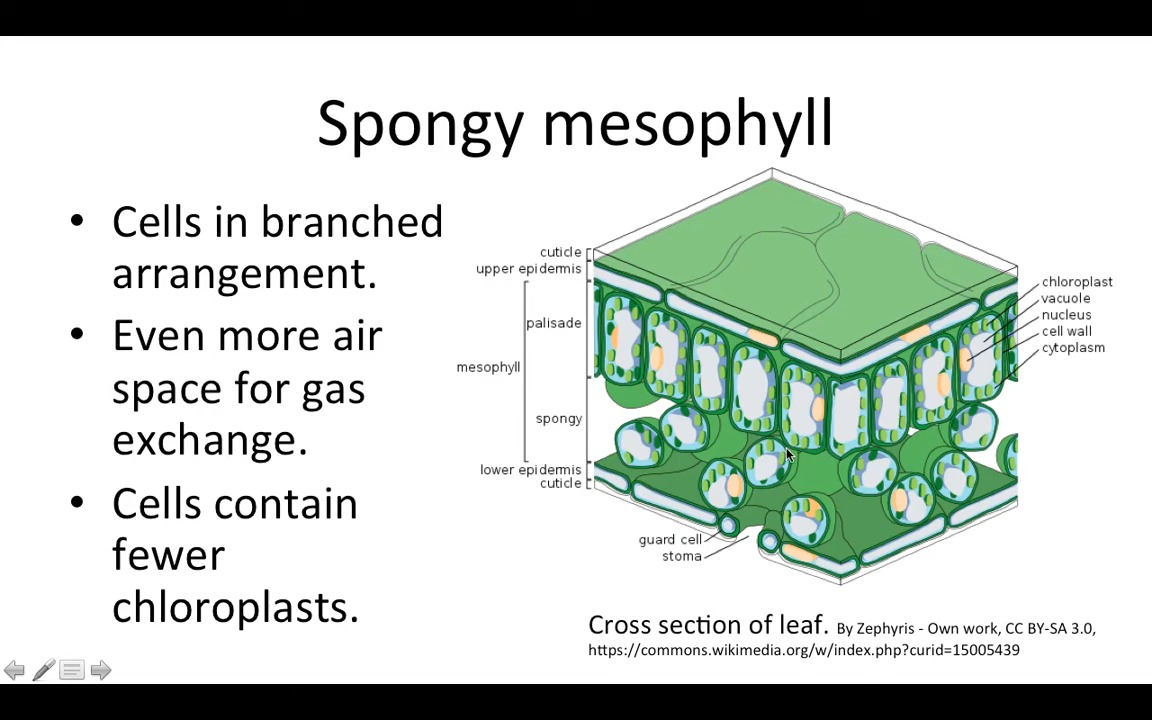 Spongy mesophyll
• Cells in branched
arrangement.
• Even more air
space for gas
exchange.
• Cells contain
fewer
chloroplasts.
cuticle
upper epidermis
palisade
mesophyll
spongy
lower epidermis
cuticle
guard cell
stoma
chloroplast
vacuole
nucleus
cell wall
cytoplasm
Cross section of leaf. By Zephyris - Own work, CC BY-SA 3.0,
https://commons.wikimedia.org/w/index.php?curid=15005439